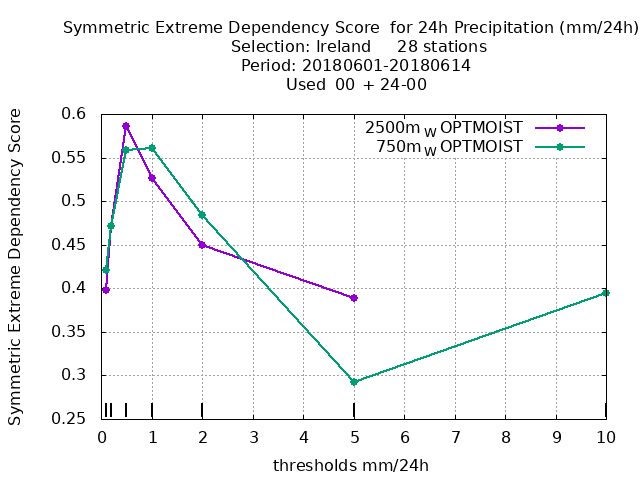 Symmetric Extreme Dependency Score for 24h Precipitation (mm/24h)
Selection: Ireland 28 stations
Period: 20180601-20180614
Used 00 + 24-00
2500m W OPTMOIST
750m W OPTMOIST
Symmetric Extreme Dependency Score
0.6
0.55
0.5
0.45
0.4
0.35
0.3
0.25
0 1 2 3 4 5 6 7 8 9 10
thresholds mm/24h